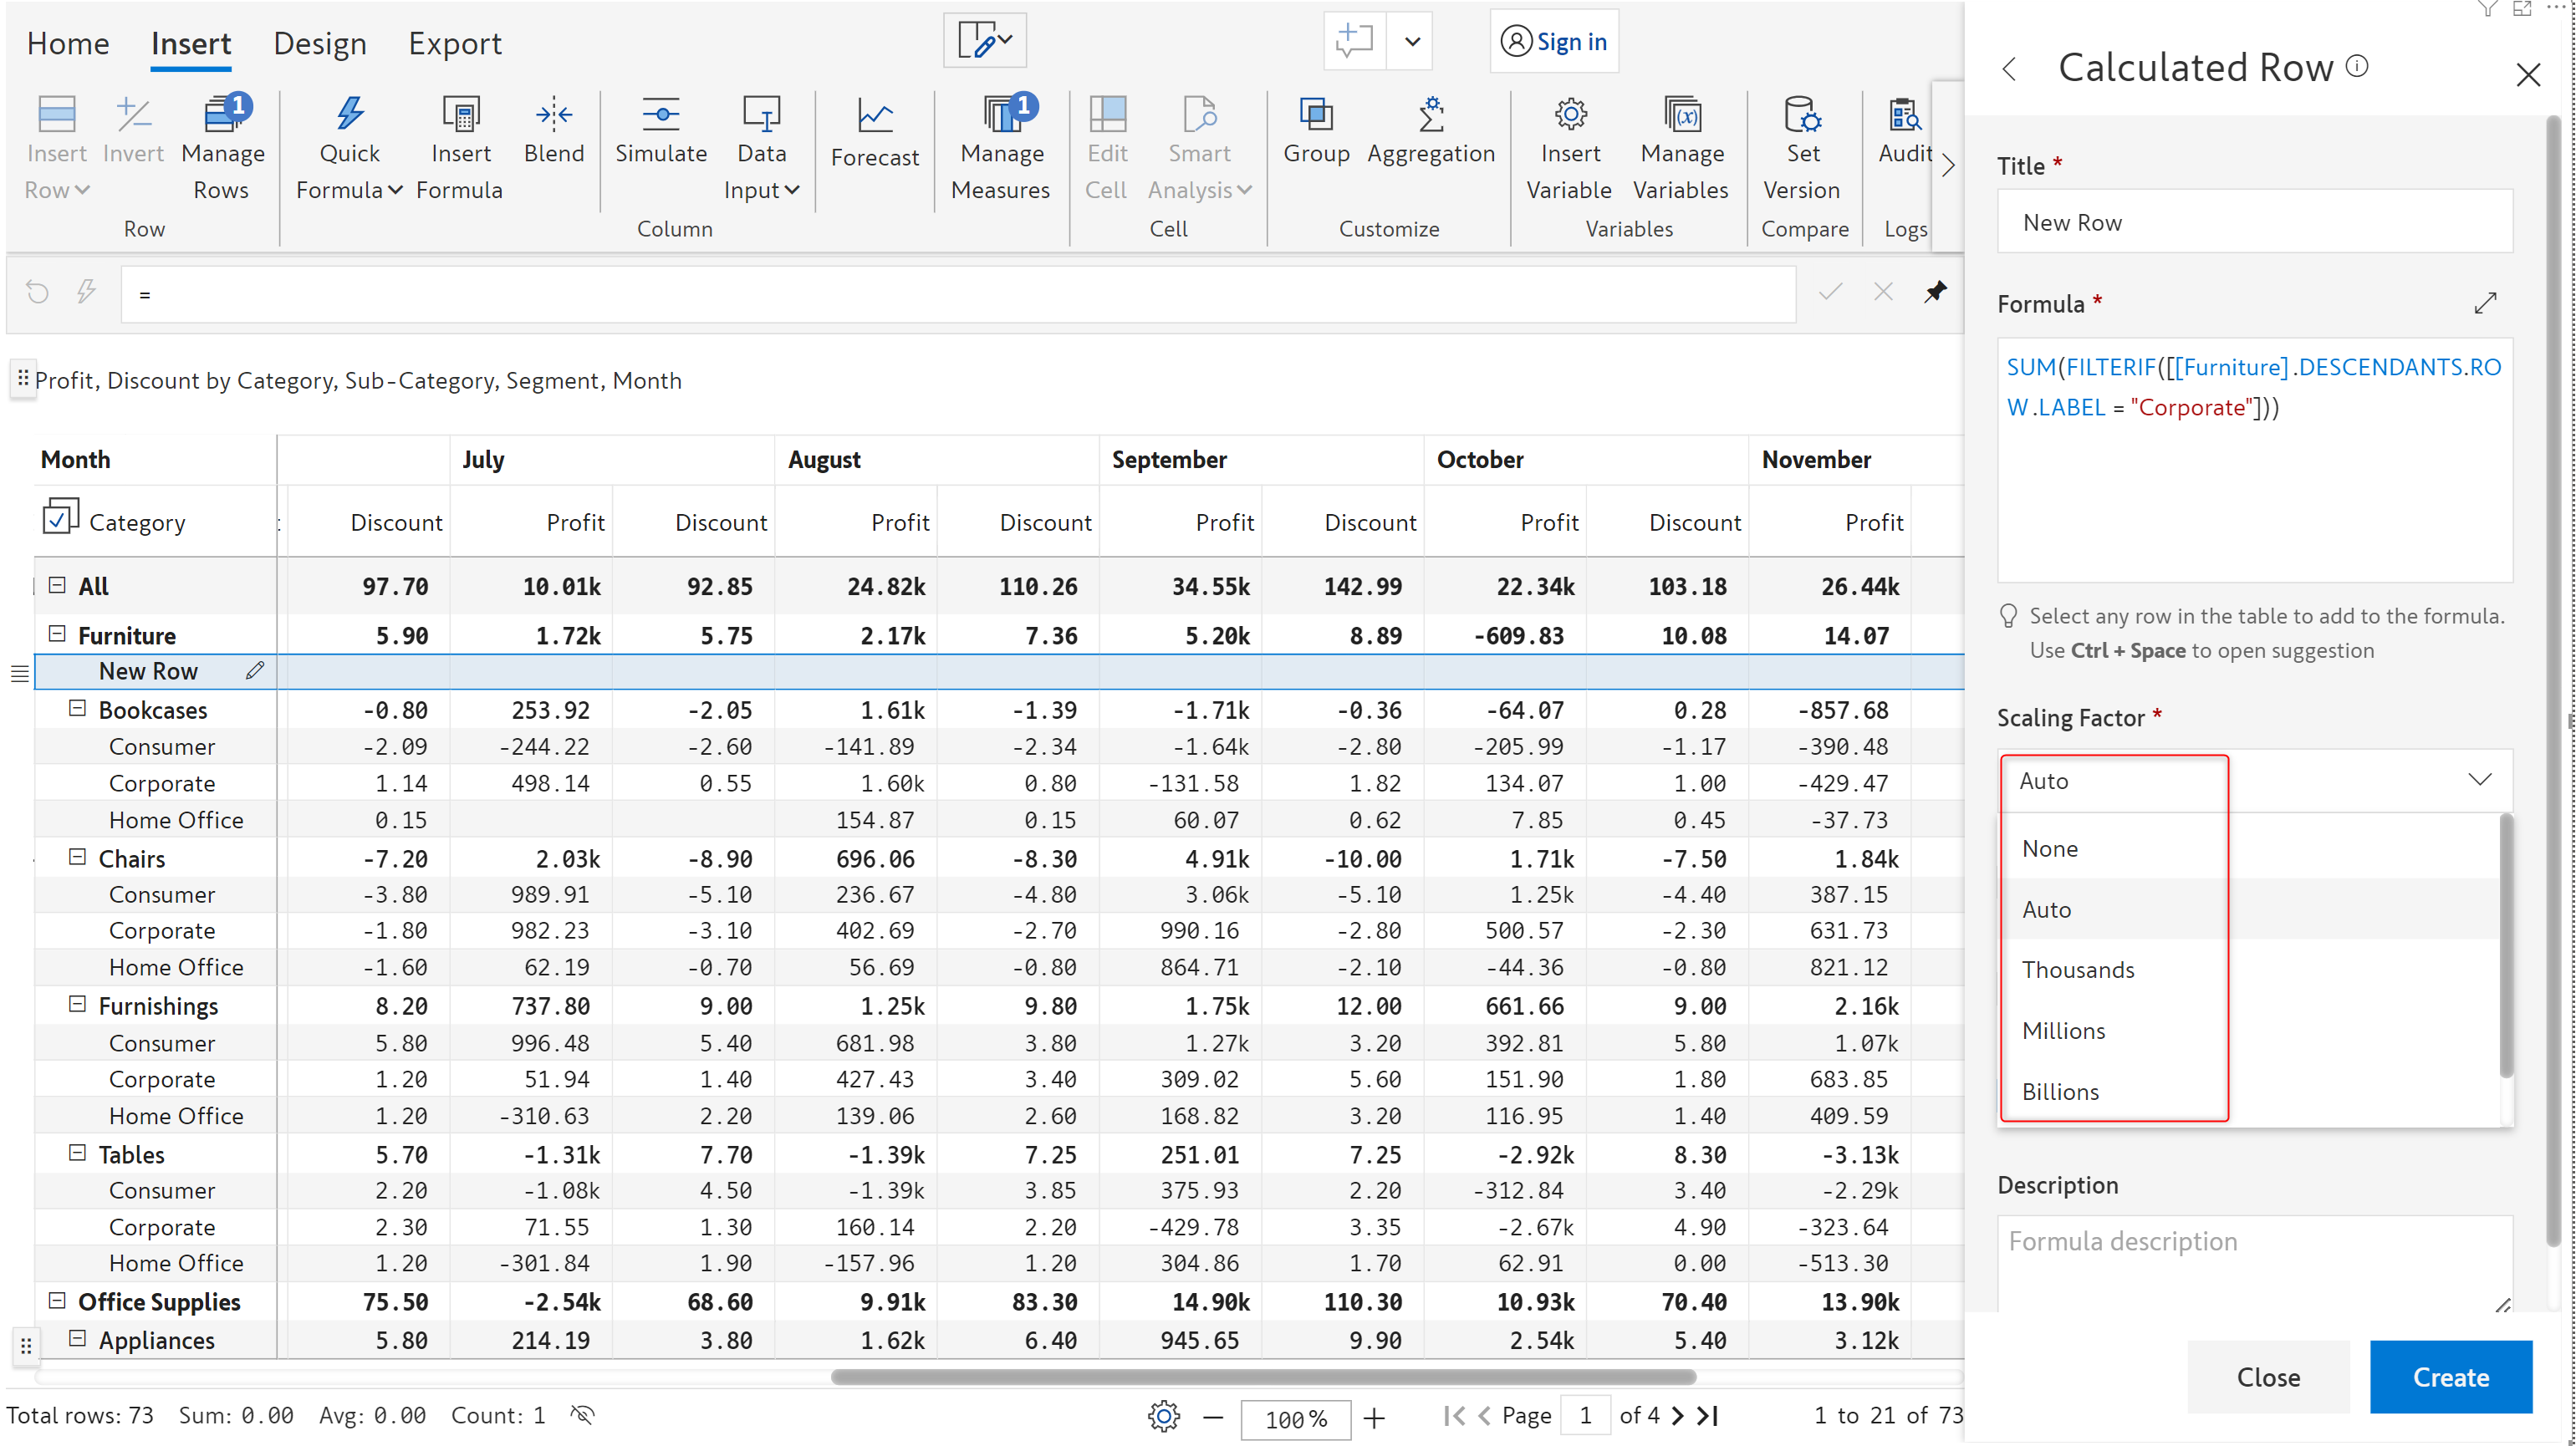 Home Insert Design Export Sign in
Insert Row Invert Manage Rows 1 Quick Formula Insert Formula Blend Simulate Data Input Forecast Manage Measures 1 Edit Cell Smart Analysis Group Aggregation Insert Variable Manage Variables Set Version Audit
Row Column Cell Customize Variables Compare Logs
=
Profit, Discount by Category, Sub-Category, Segment, Month
Month July August September October November
Category Discount Profit Discount Profit Discount Profit Discount Profit Discount Profit
All 97.70 10.01k 92.85 24.82k 110.26 34.55k 142.99 22.34k 103.18 26.44k
Furniture 5.90 1.72k 5.75 2.17k 7.36 5.20k 8.89 -609.83 10.08 14.07
New Row
Bookcases -0.80 253.92 -2.05 1.61k -1.39 -1.71k -0.36 -64.07 0.28 -857.68
Consumer -2.09 -244.22 -2.60 -141.89 -2.34 -1.64k -2.80 -205.99 -1.17 -390.48
Corporate 1.14 498.14 0.55 1.60k 0.80 -131.58 1.82 134.07 1.00 -429.47
Home Office 0.15 154.87 0.15 60.07 0.62 7.85 0.45 -37.73
Chairs -7.20 2.03k -8.90 696.06 -8.30 4.91k -10.00 1.71k -7.50 1.84k
Consumer -3.80 989.91 -5.10 236.67 -4.80 3.06k -5.10 1.25k -4.40 387.15
Corporate -1.80 982.23 -3.10 402.69 -2.70 990.16 -2.80 500.57 -2.30 631.73
Home Office -1.60 62.19 -0.70 56.69 -0.80 864.71 -2.10 -44.36 -0.80 821.12
Furnishings 8.20 737.80 9.00 1.25k 9.80 1.75k 12.00 661.66 9.00 2.16k
Consumer 5.80 996.48 5.40 681.98 3.80 1.27k 3.20 392.81 5.80 1.07k
Corporate 1.20 51.94 1.40 427.43 3.40 309.02 5.60 151.90 1.80 683.85
Home Office 1.20 -310.63 2.20 139.06 2.60 168.82 3.20 116.95 1.40 409.59
Tables 5.70 -1.31k 7.70 -1.39k 7.25 251.01 7.25 -2.92k 8.30 -3.13k
Consumer 2.20 -1.08k 4.50 -1.39k 3.85 375.93 2.20 -312.84 3.40 -2.29k
Corporate 2.30 71.55 1.30 160.14 2.20 -429.78 3.35 -2.67k 4.90 -323.64
Home Office 1.20 -301.84 1.90 -157.96 1.20 304.86 1.70 62.91 0.00 -513.30
Office Supplies 75.50 -2.54k 68.60 9.91k 83.30 14.90k 110.30 10.93k 70.40 13.90k
Appliances 5.80 214.19 3.80 1.62k 6.40 945.65 9.90 2.54k 5.40 3.12k
Total rows: 73 Sum: 0.00 Avg: 0.00 Count: 1 100% Page 1 of 4 1 to 21 of 73
Calculated Row
Title *
New Row
Formula *
SUM(FILTERIF([[Furniture].DESCENDANTS.RO
W.LABEL = "Corporate"]))
Select any row in the table to add to the formula.
Use Ctrl + Space to open suggestion
Scaling Factor *
Auto
None
Auto
Thousands
Millions
Billions
Description
Formula description
Close Create